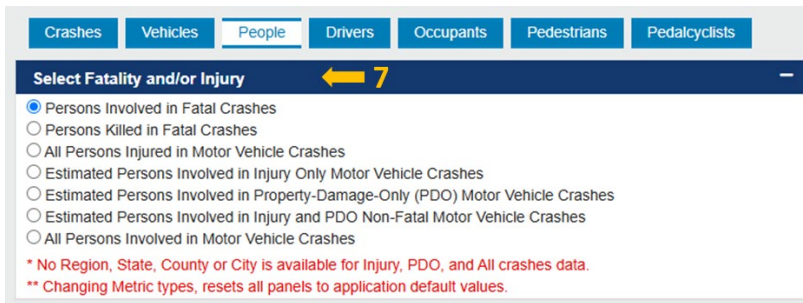 Crashes Vehicles People Drivers Occupants Pedestrians Pedalcyclists
Select Fatality and/or Injury 7
Persons Involved in Fatal Crashes
Persons Killed in Fatal Crashes
All Persons Injured in Motor Vehicle Crashes
Estimated Persons Involved in Injury Only Motor Vehicle Crashes
Estimated Persons Involved in Property-Damage-Only (PDO) Motor Vehicle Crashes
Estimated Persons Involved in Injury and PDO Non-Fatal Motor Vehicle Crashes
All Persons Involved in Motor Vehicle Crashes
* No Region, State, County or City is available for Injury, PDO, and All crashes data.
** Changing Metric types, resets all panels to application default values.